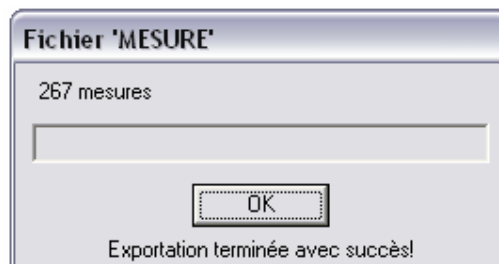 Fichier 'MESURE'
267 mesures
OK
Exportation terminée avec succès!